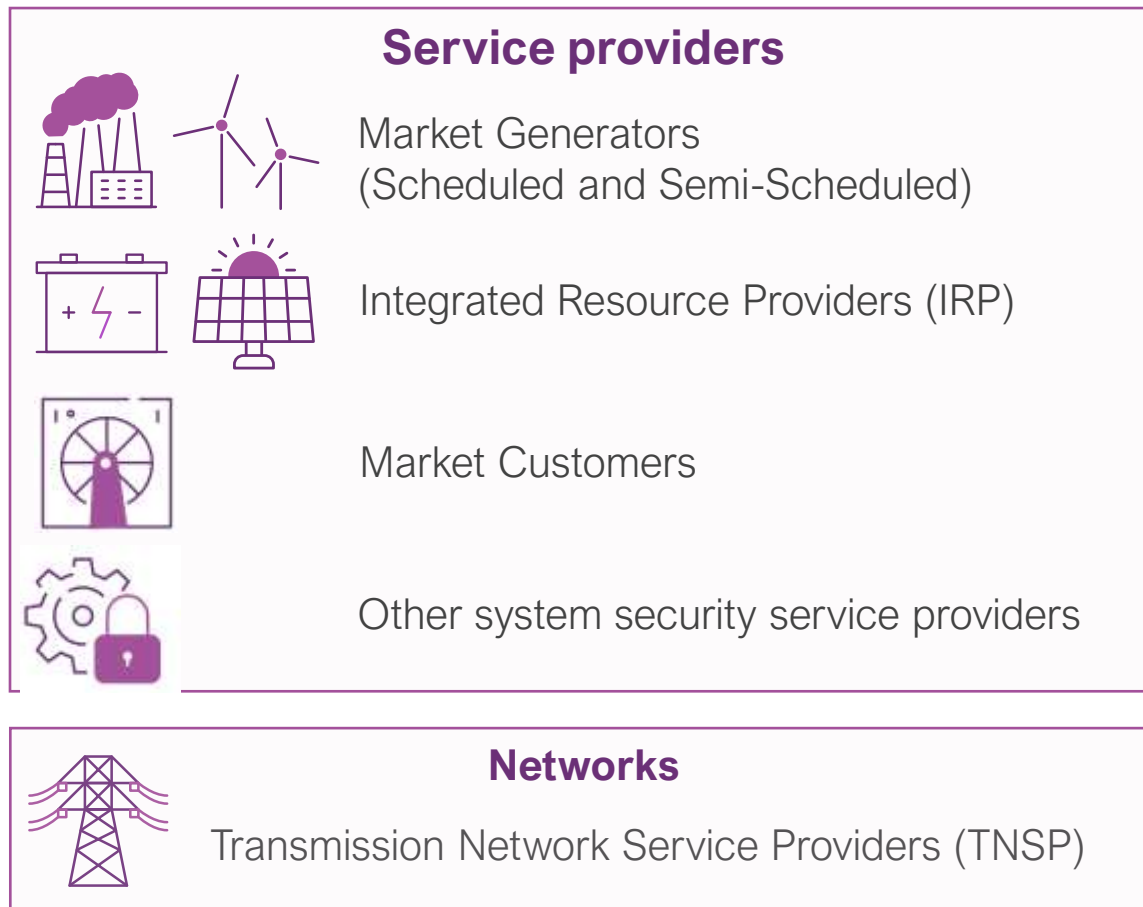 Service providers
Market Generators
(Scheduled and Semi-Scheduled)
Integrated Resource Providers (IRP)
Market Customers
Other system security service providers
Networks
Transmission Network Service Providers (TNSP)